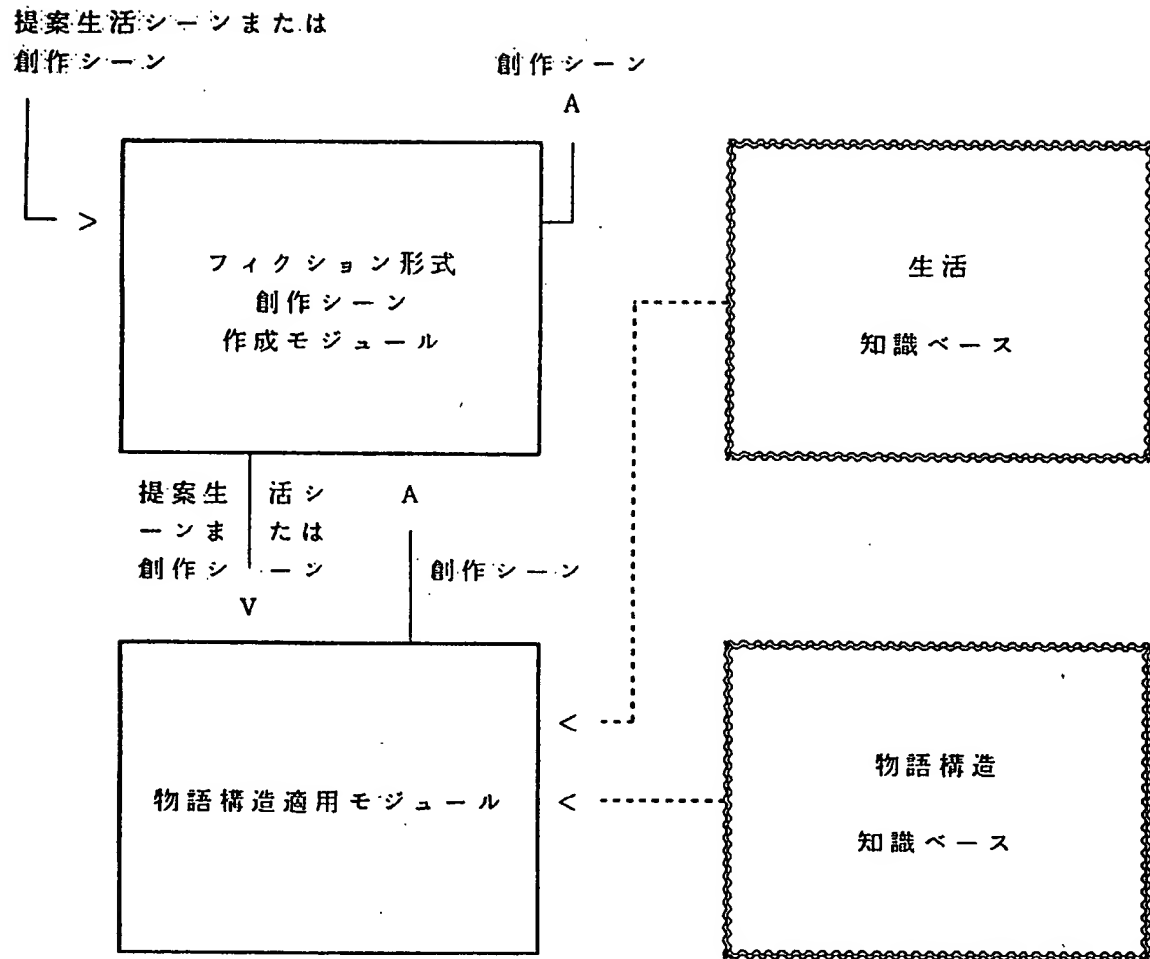 提案生活シーンまたは
創作シーン
創作シーン
A
>
フィクション形式
創作シーン
作成モジュール
生活
知識ベース
提案生活シ
ーンまたは
創作シーン
V
A
創作シーン
物語構造適用モジュール
<
<
物語構造
知識ベース